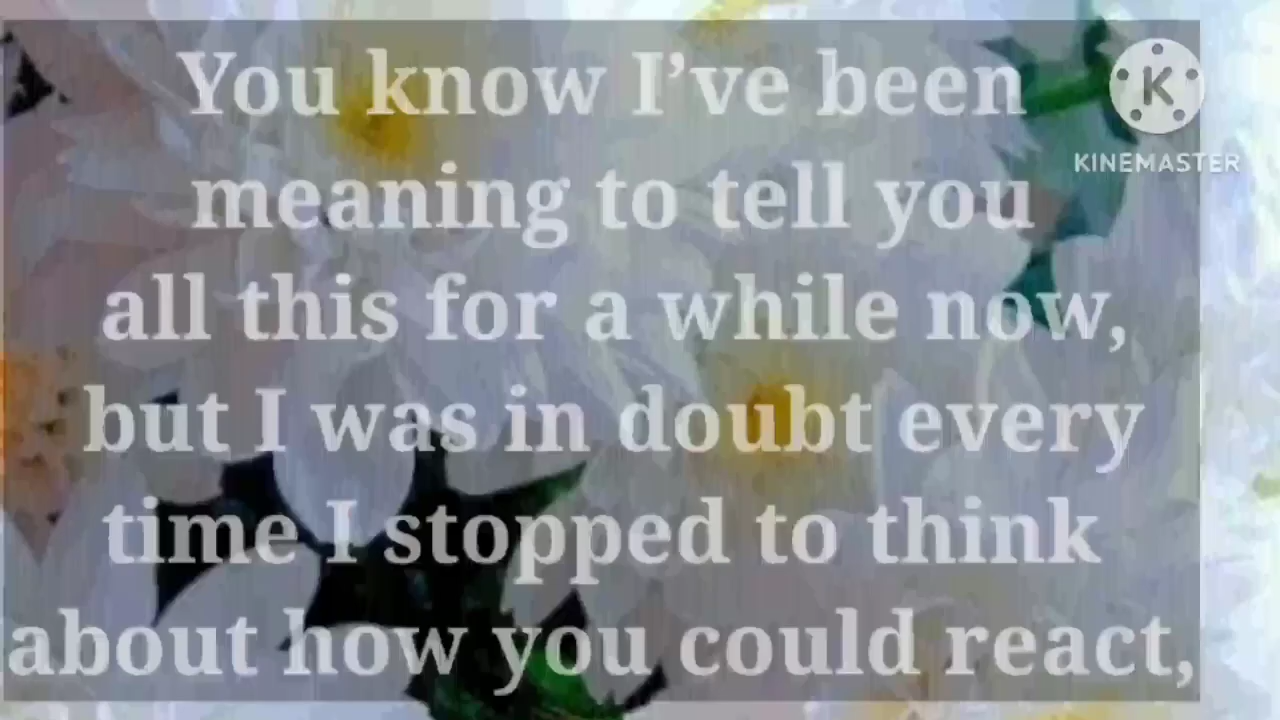 You know I’ve been
meaning to tell you
all this for a while now,
but I was in doubt every
time I stopped to think
about how you could react,
K
KINEMASTER